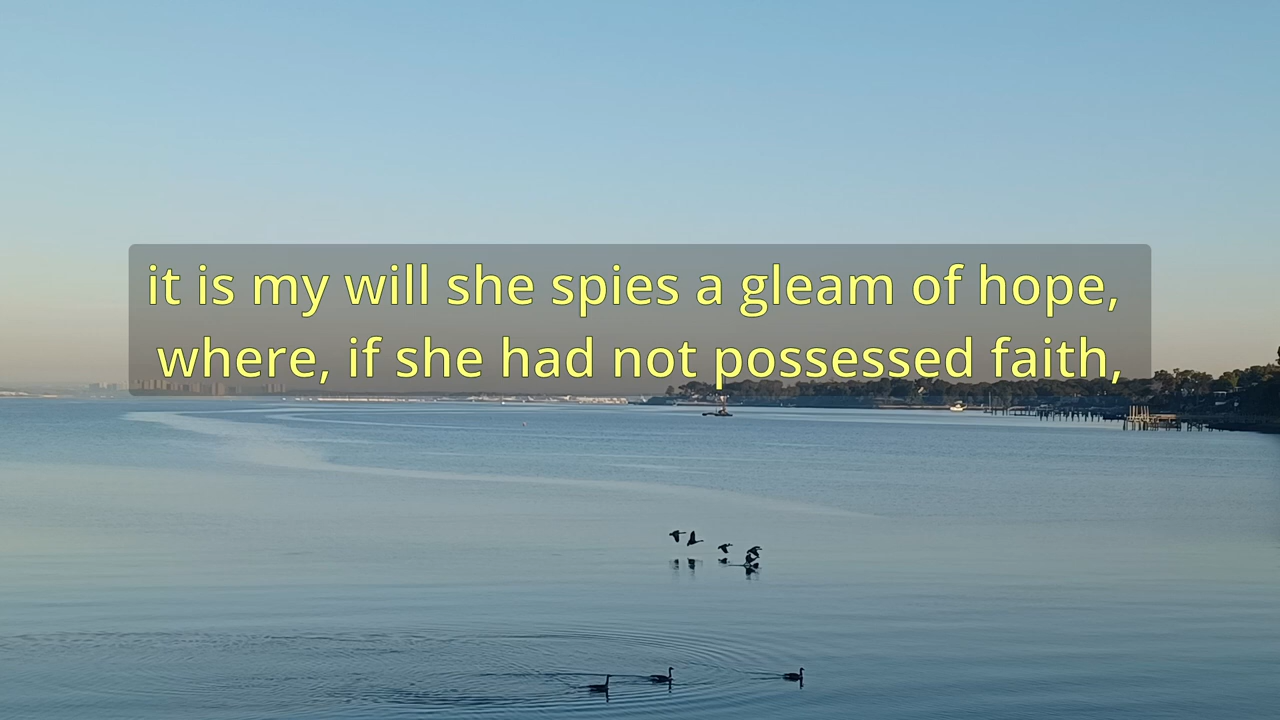 it is my will she spies a gleam of hope,
where, if she had not possessed faith,